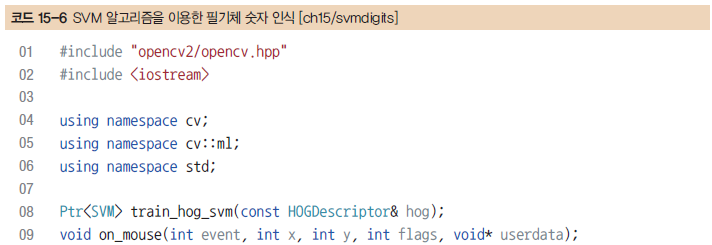 코드 15-6 SVM 알고리즘을 이용한 필기체 숫자 인식 [ch15/svmdigits]
01 #include "opencv2/opencv.hpp"
02 #include <iostream>
03
04 using namespace cv;
05 using namespace cv::ml;
06 using namespace std;
07
08 Ptr<SVM> train_hog_svm(const HOGDescriptor& hog);
09 void on_mouse(int event, int x, int y, int flags, void* userdata);